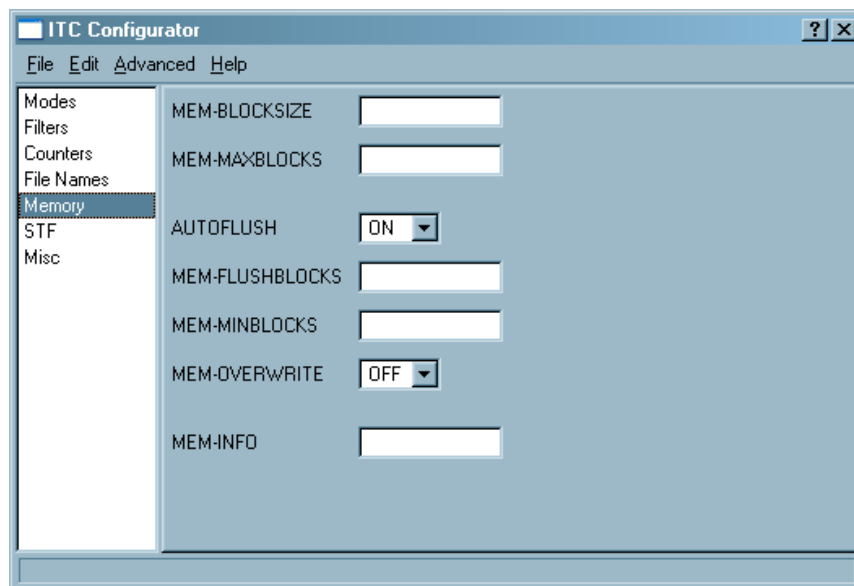 ITC Configurator
File Edit Advanced Help
Modes
Filters
Counters
File Names
Memory
STF
Misc
MEM-BLOCKSIZE
MEM-MAXBLOCKS
AUTOFLUSH ON
MEM-FLUSHBLOCKS
MEM-MINBLOCKS
MEM-OVERWRITE OFF
MEM-INFO